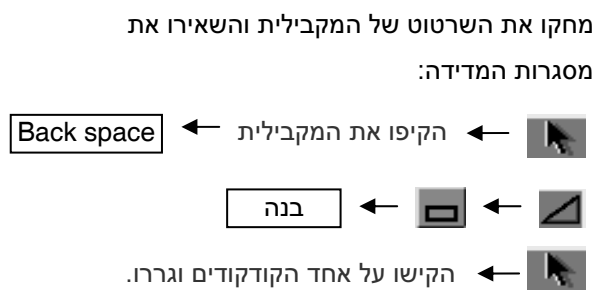 מחקו את השרטוט של המקבילית והשאירו את
מסגרות המדידה:
הקיפו את המקבילית Back space
בנה
הקישו על אחד הקודקודים וגררו.